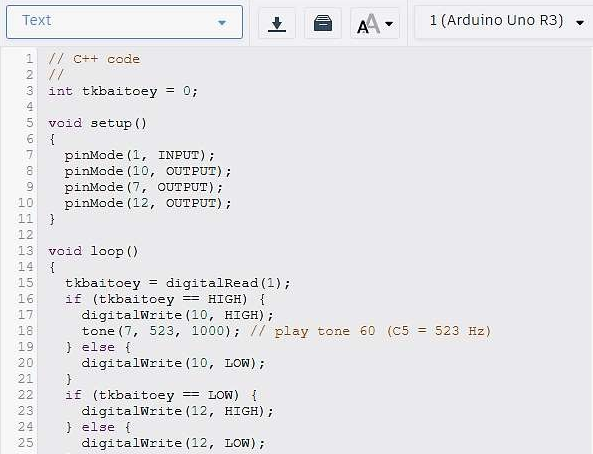 Text
1 (Arduino Uno R3)
1 // C++ code
2 //
3 int tkbaitoey = 0;
4
5 void setup()
6 {
7   pinMode(1, INPUT);
8   pinMode(10, OUTPUT);
9   pinMode(7, OUTPUT);
10   pinMode(12, OUTPUT);
11 }
12
13 void loop()
14 {
15   tkbaitoey = digitalRead(1);
16   if (tkbaitoey == HIGH) {
17     digitalWrite(10, HIGH);
18     tone(7, 523, 1000); // play tone 60 (C5 = 523 Hz)
19   } else {
20     digitalWrite(10, LOW);
21   }
22   if (tkbaitoey == LOW) {
23     digitalWrite(12, HIGH);
24   } else {
25     digitalWrite(12, LOW);